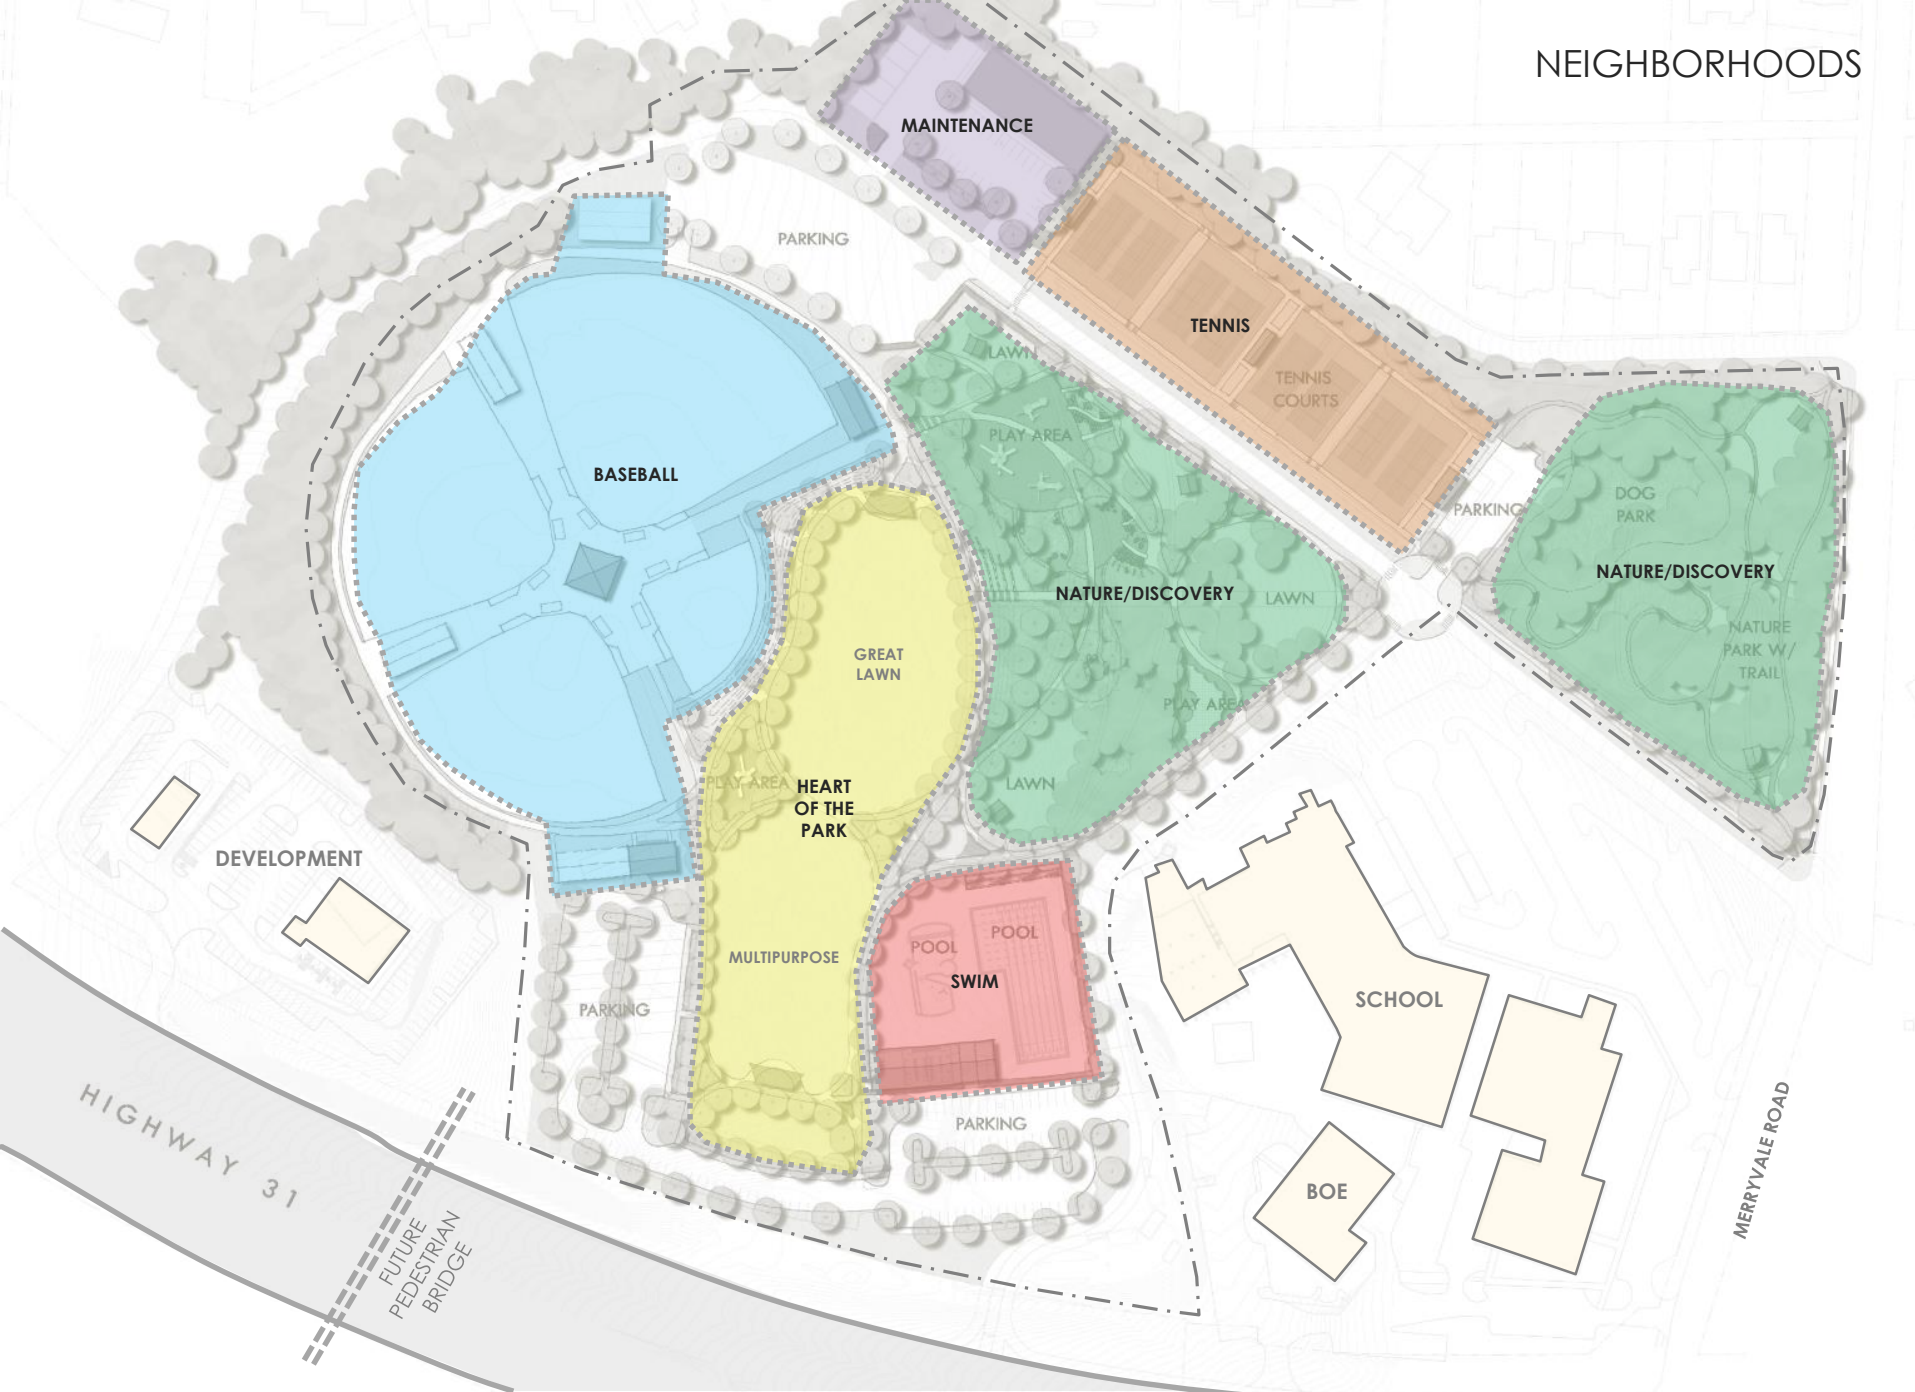 NEIGHBORHOODS
MAINTENANCE
PARKING
TENNIS
LAWN
TENNIS
COURTS
PLAY AREA
BASEBALL
PARKING
DOG
PARK
NATURE/DISCOVERY
NATURE/DISCOVERY
LAWN
NATURE
PARK W/
TRAIL
GREAT
LAWN
PLAY AREA
PLAY AREA
HEART
OF THE
PARK
LAWN
DEVELOPMENT
POOL
POOL
MULTIPURPOSE
SWIM
SCHOOL
PARKING
PARKING
HIGHWAY 31
BOE
MERRYVALE ROAD
FUTURE
PEDESTRIAN
BRIDGE